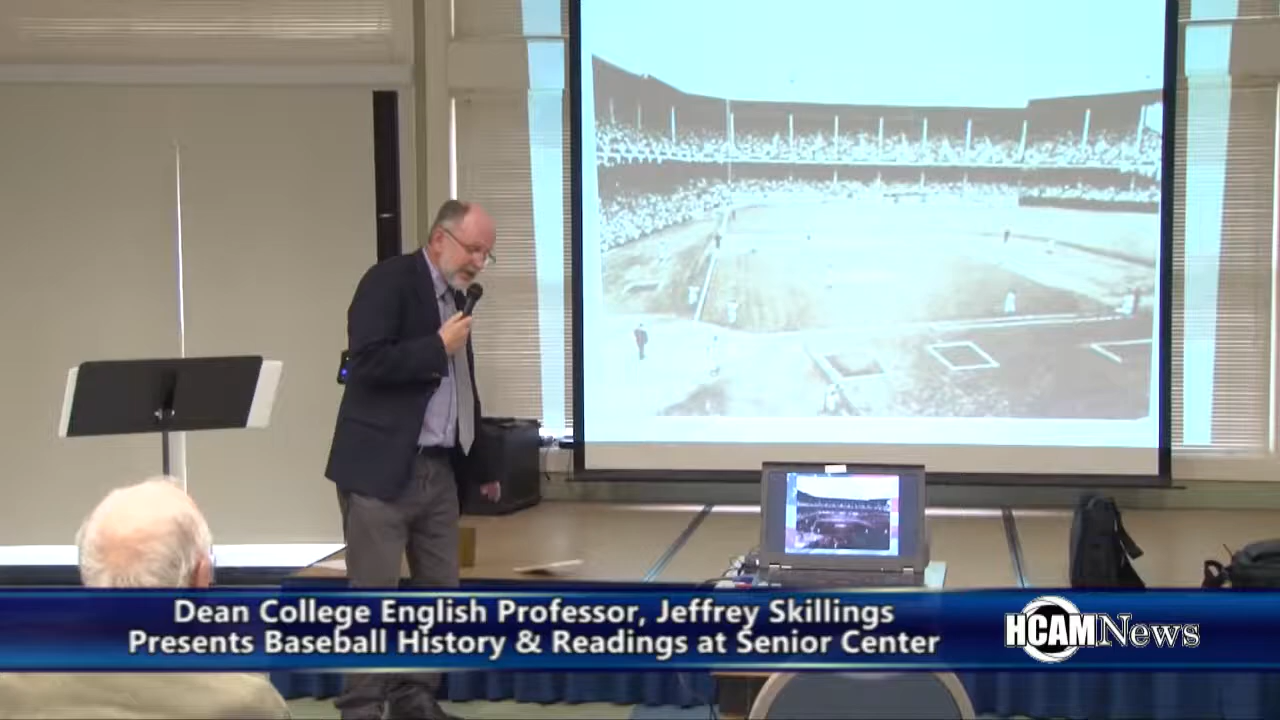 Dean College English Professor, Jeffrey Skillings
Presents Baseball History & Readings at Senior Center
HCAMNews